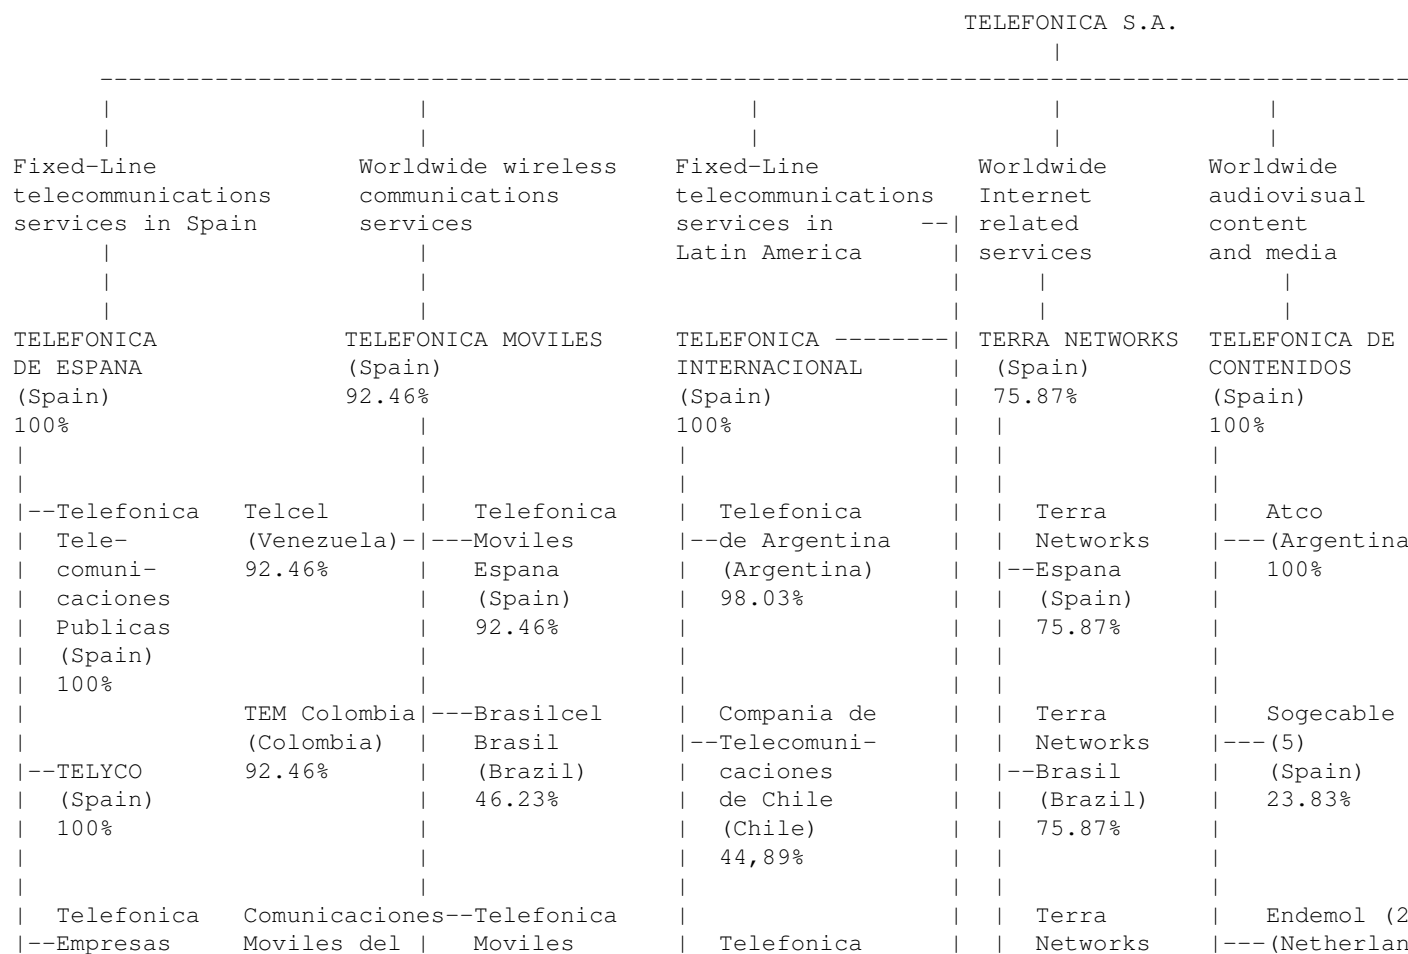 TELEFONICA S.A.
|
-------------------------------------------------------------------------------------------
| | | | |
| | | | |
Fixed-Line Worldwide wireless Fixed-Line Worldwide Worldwide
telecommunications communications telecommunications Internet audiovisual
services in Spain services services in --| related content
| | Latin America | services and media
| | | | |
| | | | |
TELEFONICA TELEFONICA MOVILES TELEFONICA --------| TERRA NETWORKS TELEFONICA DE
DE ESPANA (Spain) INTERNACIONAL | (Spain) CONTENIDOS
(Spain) 92.46% (Spain) | 75.87% (Spain)
100% | 100% | | 100%
| | | | | |
| | | | | |
|--Telefonica Telcel | Telefonica | Telefonica | | Terra | Atco
| Tele- (Venezuela)-|---Moviles |--de Argentina | | Networks |---(Argentina
| comuni- 92.46% | Espana | (Argentina) | |--Espana | 100%
| caciones | (Spain) | 98.03% | | (Spain) |
| Publicas | 92.46% | | | 75.87% |
| (Spain) | | | | |
| 100% | | | | |
| TEM Colombia|---Brasilcel | Compania de | | Terra | Sogecable
| (Colombia) | Brasil |--Telecomuni- | | Networks |---(5)
|--TELYCO 92.46% | (Brazil) | caciones | |--Brasil | (Spain)
| (Spain) | 46.23% | de Chile | | (Brazil) | 23.83%
| 100% | | (Chile) | | 75.87% |
| | | 44,89% | | |
| | | | | |
| Telefonica Comunicaciones--Telefonica | | | Terra | Endemol (2
|--Empresas Moviles del | Moviles | Telefonica | | Networks |---(Netherlan